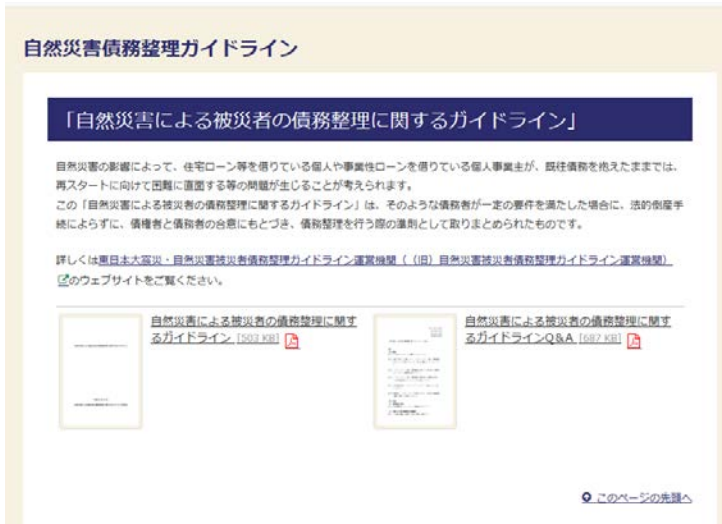 自然災害債務整理ガイドライン
「自然災害による被災者の債務整理に関するガイドライン」
自然災害の影響によって、住宅ローン等を借りている個人や事業性ローンを借りている個人事業主が、既往債務を抱えたままでは、
再スタートに向けて困難に直面する等の問題が生じることが考えられます。
この「自然災害による被災者の債務整理に関するガイドライン」は、そのような債務者が一定の要件を満たした場合に、法的倒産手
続によらずに、債権者と債務者の合意にもとづき、債務整理を行う際の準則として取りまとめられたものです。
詳しくは東日本大震災・自然災害被災者債務整理ガイドライン運営機関（（旧）自然災害被災者債務整理ガイドライン運営機関）
のウェブサイトをご覧ください。
自然災害による被災者の債務整理に関す
るガイドライン [503 KB]
自然災害による被災者の債務整理に関す
るガイドラインQ&A [687 KB]
このページの先頭へ